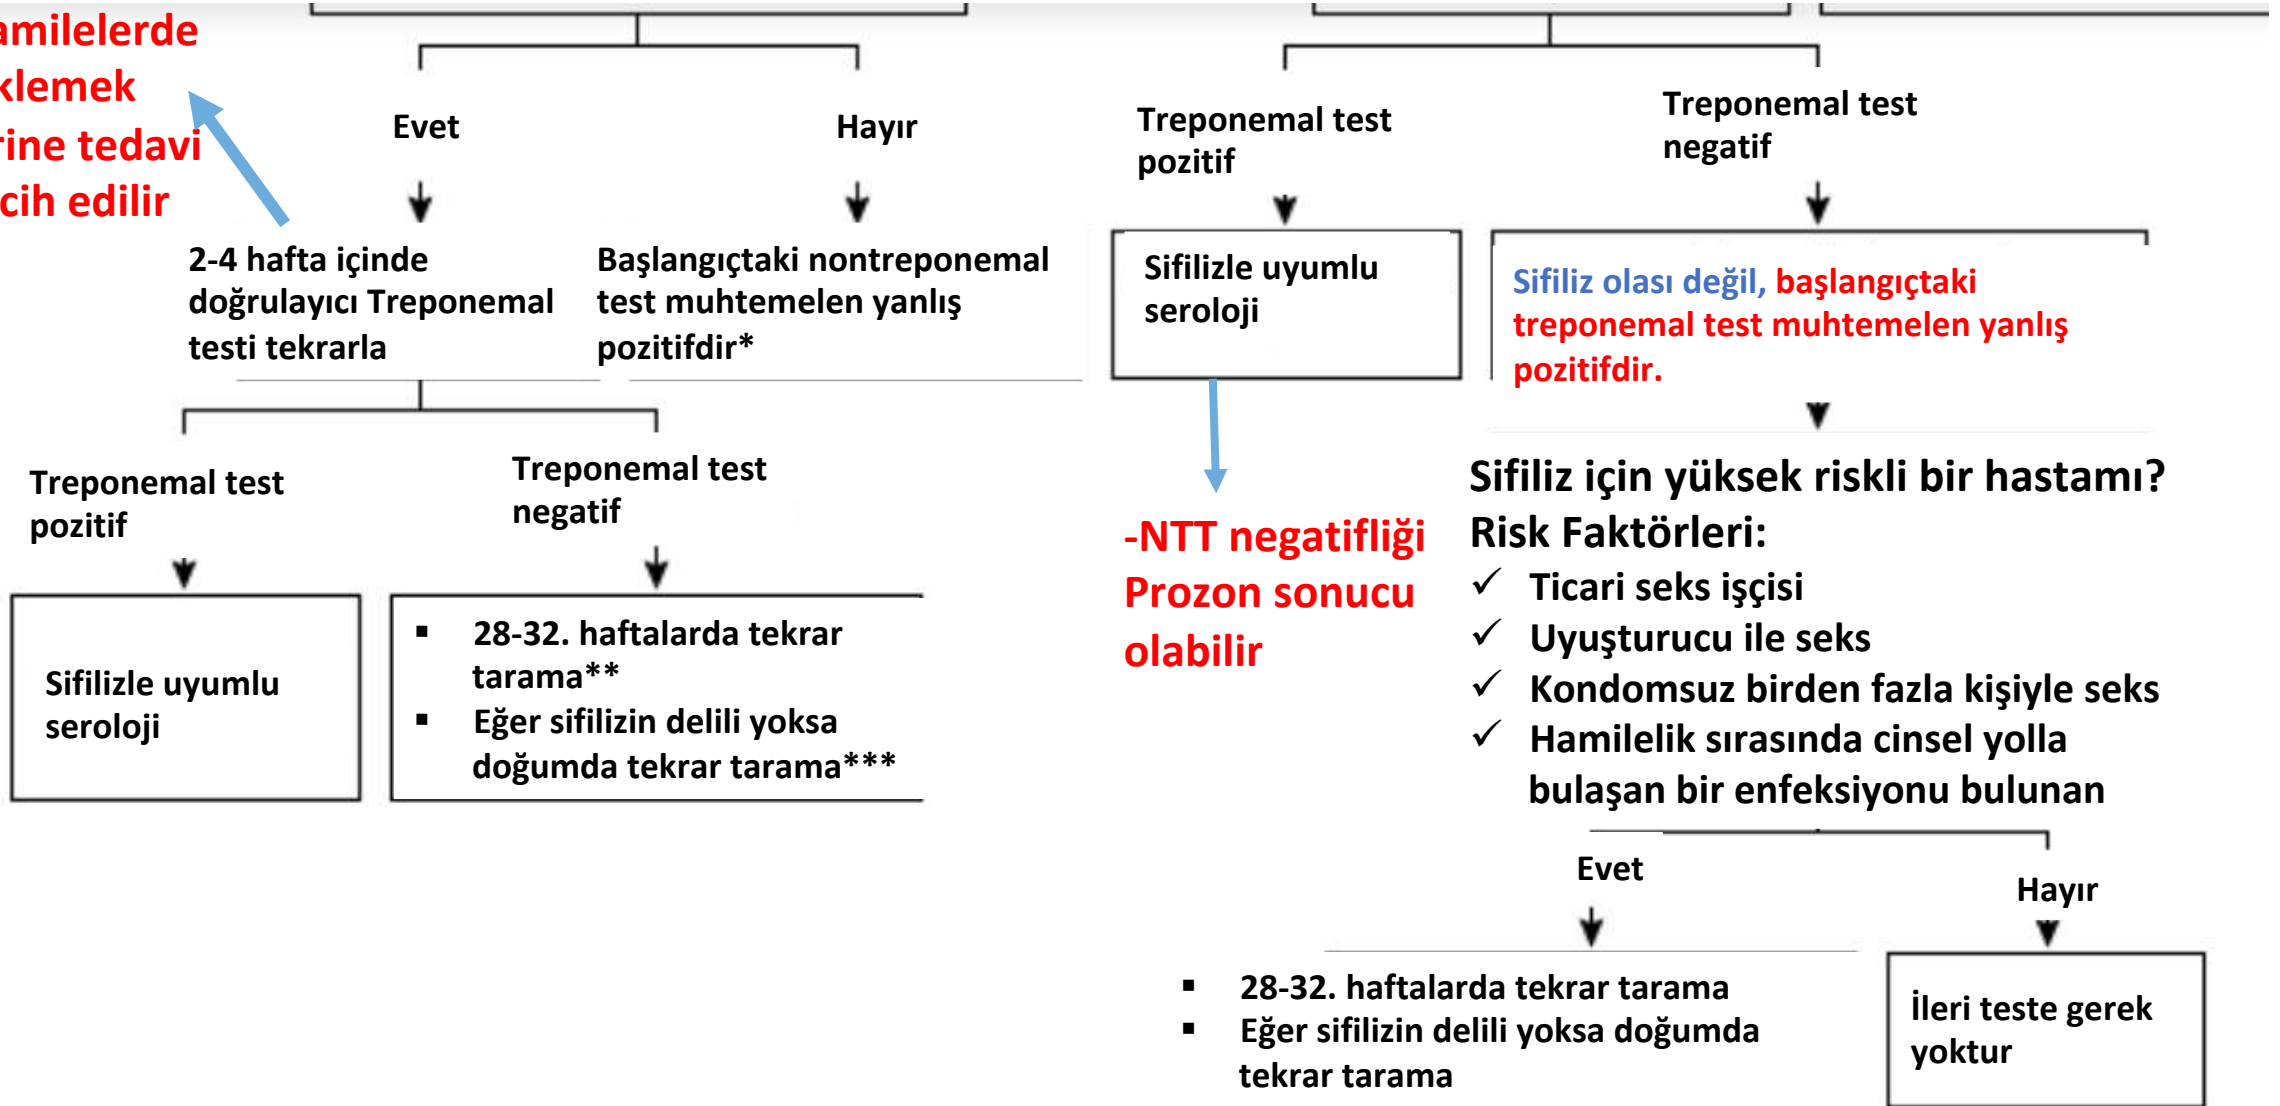 amilelerde
klemek
rine tedavi
cih edilir
Evet
Hayır
2-4 hafta içinde
doğrulayıcı Treponemal
testi tekrarla
Başlangıçtaki nontreponemal
test muhtemelen yanlış
pozitifdir*
Treponemal test
pozitif
Treponemal test
negatif
Sifilizle uyumlu
seroloji
▪ 28-32. haftalarda tekrar
tarama**
▪ Eğer sifilizin delili yoksa
doğumda tekrar tarama***
Treponemal test
pozitif
Treponemal test
negatif
Sifilizle uyumlu
seroloji
Sifiliz olası değil, başlangıçtaki
treponemal test muhtemelen yanlış
pozitifdir.
-NTT negatifliği
Prozon sonucu
olabilir
Sifiliz için yüksek riskli bir hastamı?
Risk Faktörleri:
✓ Ticari seks işçisi
✓ Uyuşturucu ile seks
✓ Kondomsuz birden fazla kişiyle seks
✓ Hamilelik sırasında cinsel yolla
bulaşan bir enfeksiyonu bulunan
Evet
Hayır
▪ 28-32. haftalarda tekrar tarama
▪ Eğer sifilizin delili yoksa doğumda
tekrar tarama
İleri teste gerek
yoktur